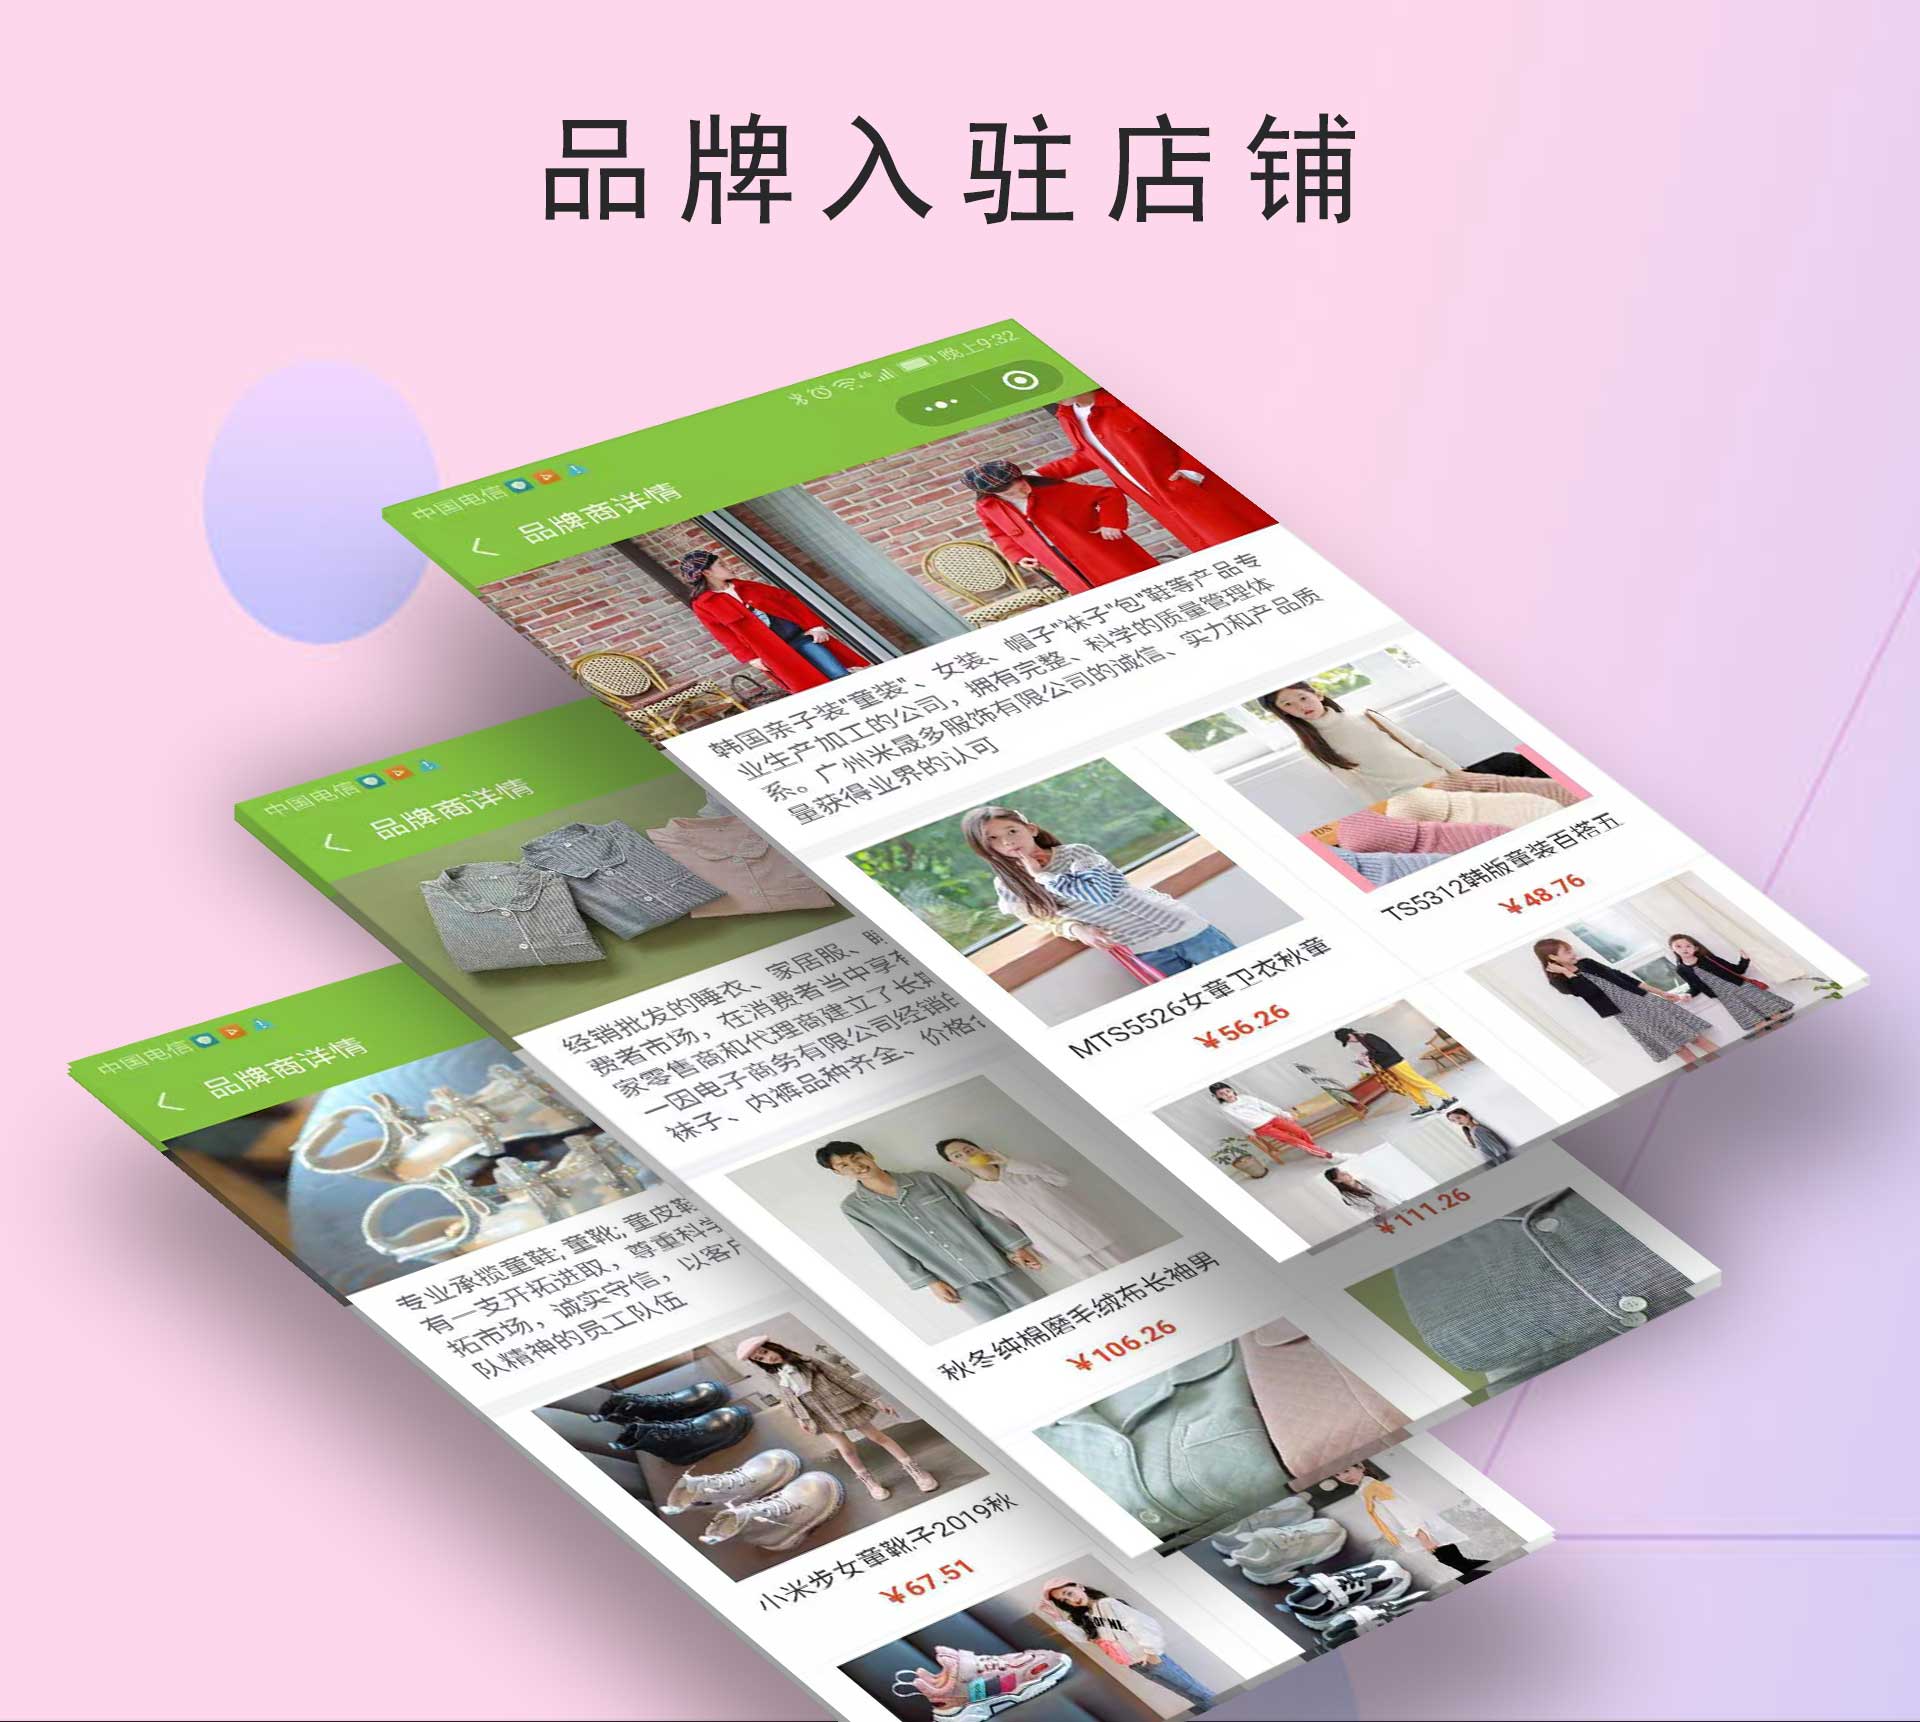 品牌入驻店铺
中国电信
晚上9:32
品牌商详情
韩国亲子装"童装"、女装、帽子"袜子"包"鞋等产品专
业生产加工的公司，拥有完整、科学的质量管理体
系。广州米晟多服饰有限公司的诚信、实力和产品质
量获得业界的认可
MTS5526女童卫衣秋童
¥56.26
TS5312韩版童装百搭五
¥48.76
中国电信
品牌商详情
经销批发的睡衣、家居服、
费者市场，在消费者当中享有
家零售商和代理商建立了长期
一因电子商务有限公司经销
袜子、内裤品种齐全、价格
秋冬纯棉磨毛绒布长袖男
¥106.26
¥111.26
中国电信
品牌商详情
专业承揽童鞋; 童靴; 童皮鞋
有一支开拓进取，尊重科学
拓市场，诚实守信，以客户
队精神的员工队伍
小米步女童靴子2019秋
¥67.51